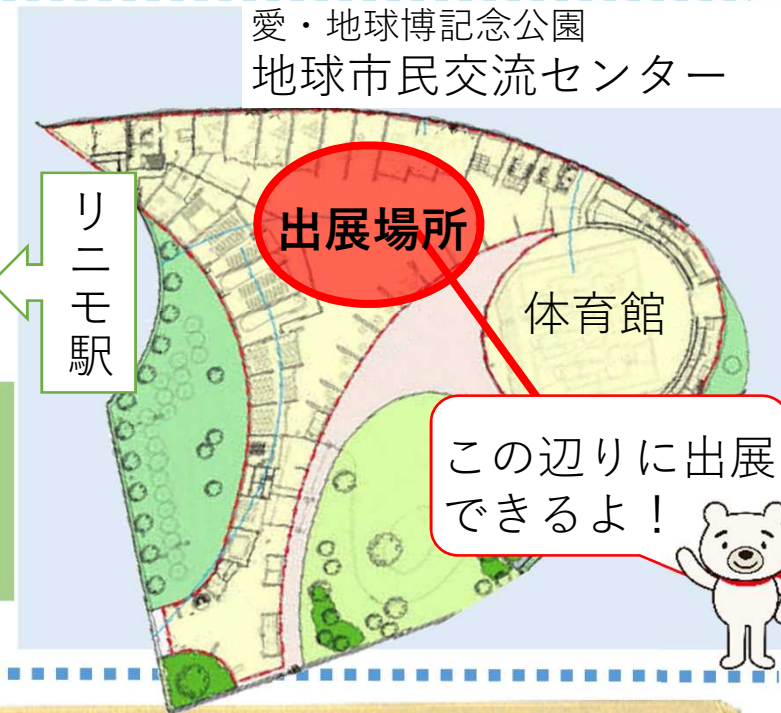 愛・地球博記念公園
地球市民交流センター
リニモ駅
出展場所
体育館
この辺りに出展
できるよ！